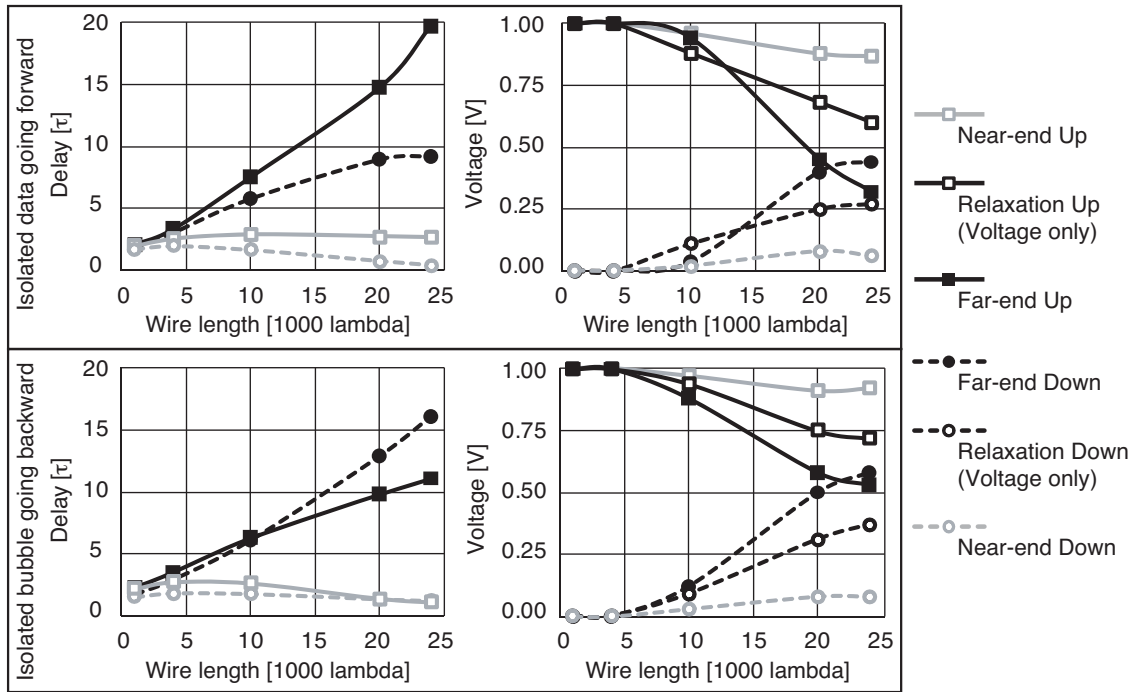 Isolated data going forward
Delay [τ]
20
15
10
5
0
0 5 10 15 20 25
Wire length [1000 lambda]
Voltage [V]
1.00
0.75
0.50
0.25
0.00
0 5 10 15 20 25
Wire length [1000 lambda]
Isolated bubble going backward
Delay [τ]
20
15
10
5
0
0 5 10 15 20 25
Wire length [1000 lambda]
Voltage [V]
1.00
0.75
0.50
0.25
0.00
0 5 10 15 20 25
Wire length [1000 lambda]
Near-end Up
Relaxation Up
(Voltage only)
Far-end Up
Far-end Down
Relaxation Down
(Voltage only)
Near-end Down